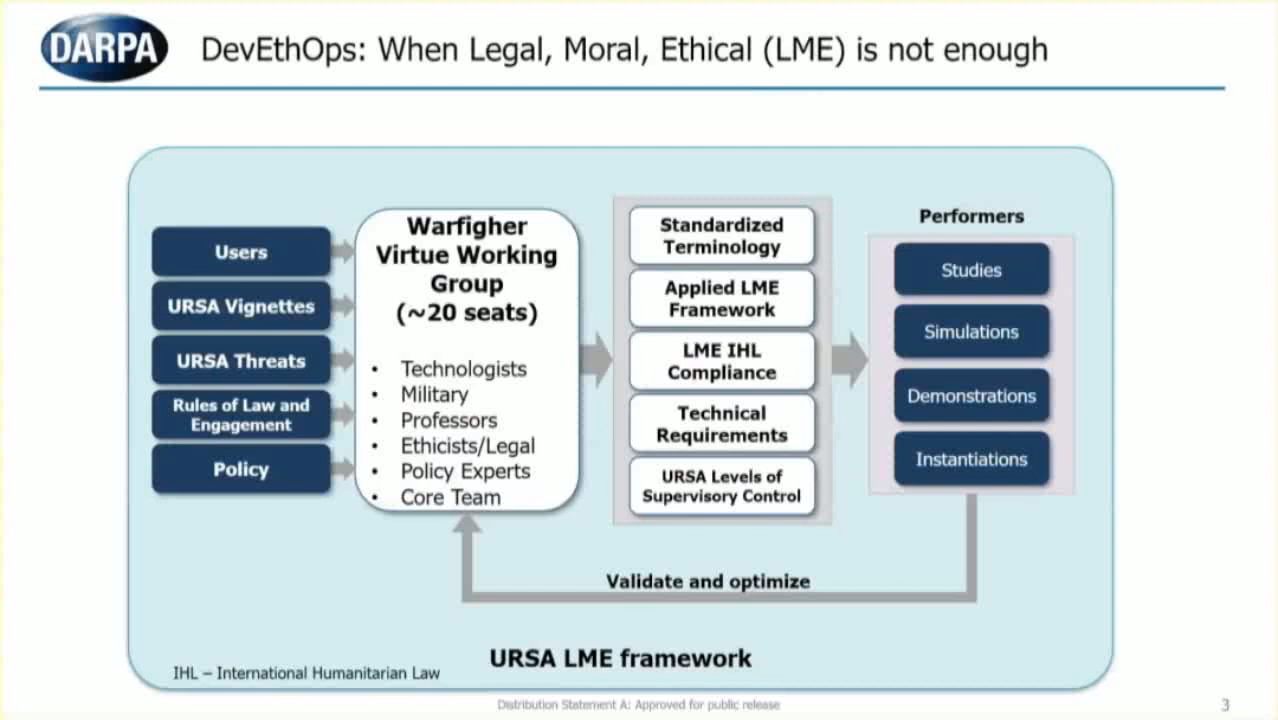 DARPA
DevEthOps: When Legal, Moral, Ethical (LME) is not enough
Users
URSA Vignettes
URSA Threats
Rules of Law and
Engagement
Policy
Warfigher
Virtue Working
Group
(~20 seats)
• Technologists
• Military
• Professors
• Ethicists/Legal
• Policy Experts
• Core Team
Standardized
Terminology
Applied LME
Framework
LME IHL
Compliance
Technical
Requirements
URSA Levels of
Supervisory Control
Performers
Studies
Simulations
Demonstrations
Instantiations
Validate and optimize
URSA LME framework
IHL – International Humanitarian Law
Distribution Statement A: Approved for public release
3